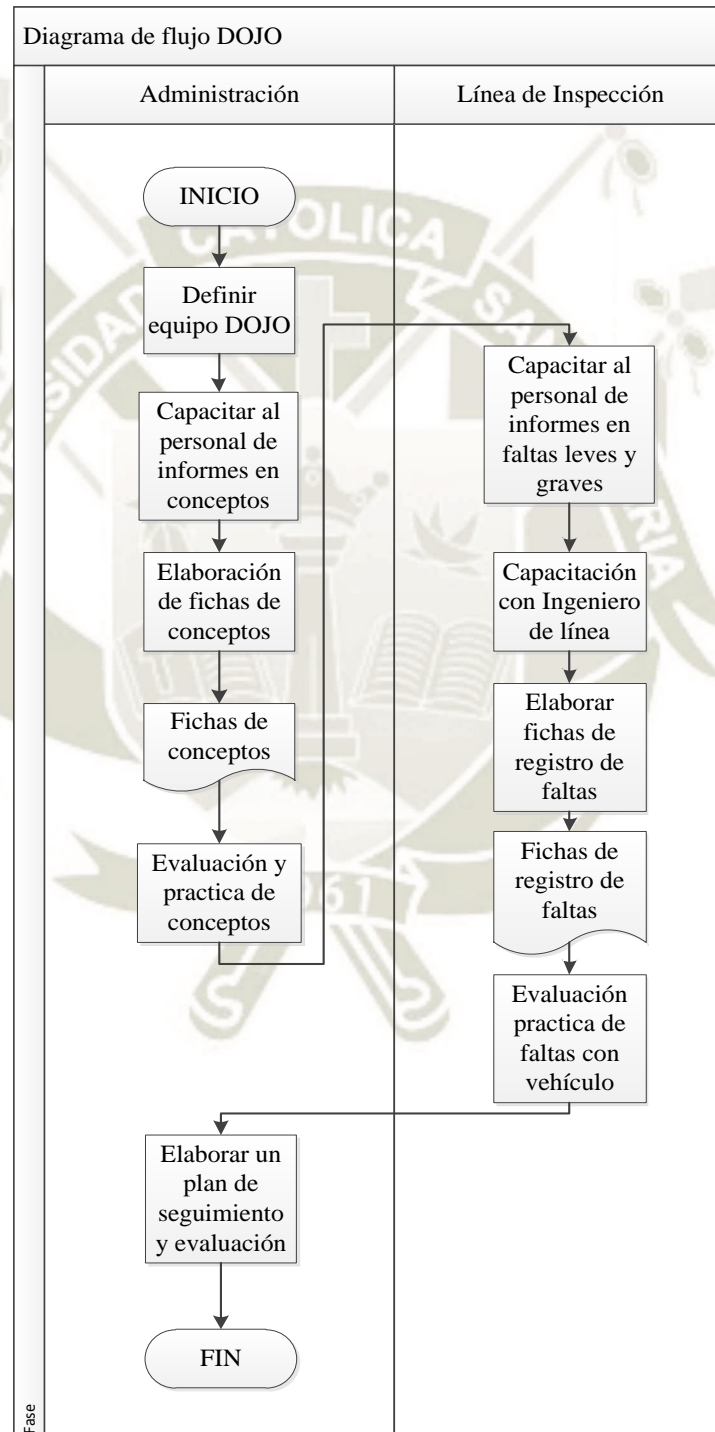 Diagrama de flujo DOJO
Administración
Línea de Inspección
INICIO
Definir
equipo DOJO
Capacitar al
personal de
informes en
conceptos
Elaboración
de fichas de
conceptos
Fichas de
conceptos
Evaluación y
practica de
conceptos
Capacitar al
personal de
informes en
faltas leves y
graves
Capacitación
con Ingeniero
de línea
Elaborar
fichas de
registro de
faltas
Fichas de
registro de
faltas
Evaluación
practica de
faltas con
vehículo
Elaborar un
plan de
seguimiento
y evaluación
FIN
Fase
CATOLICA